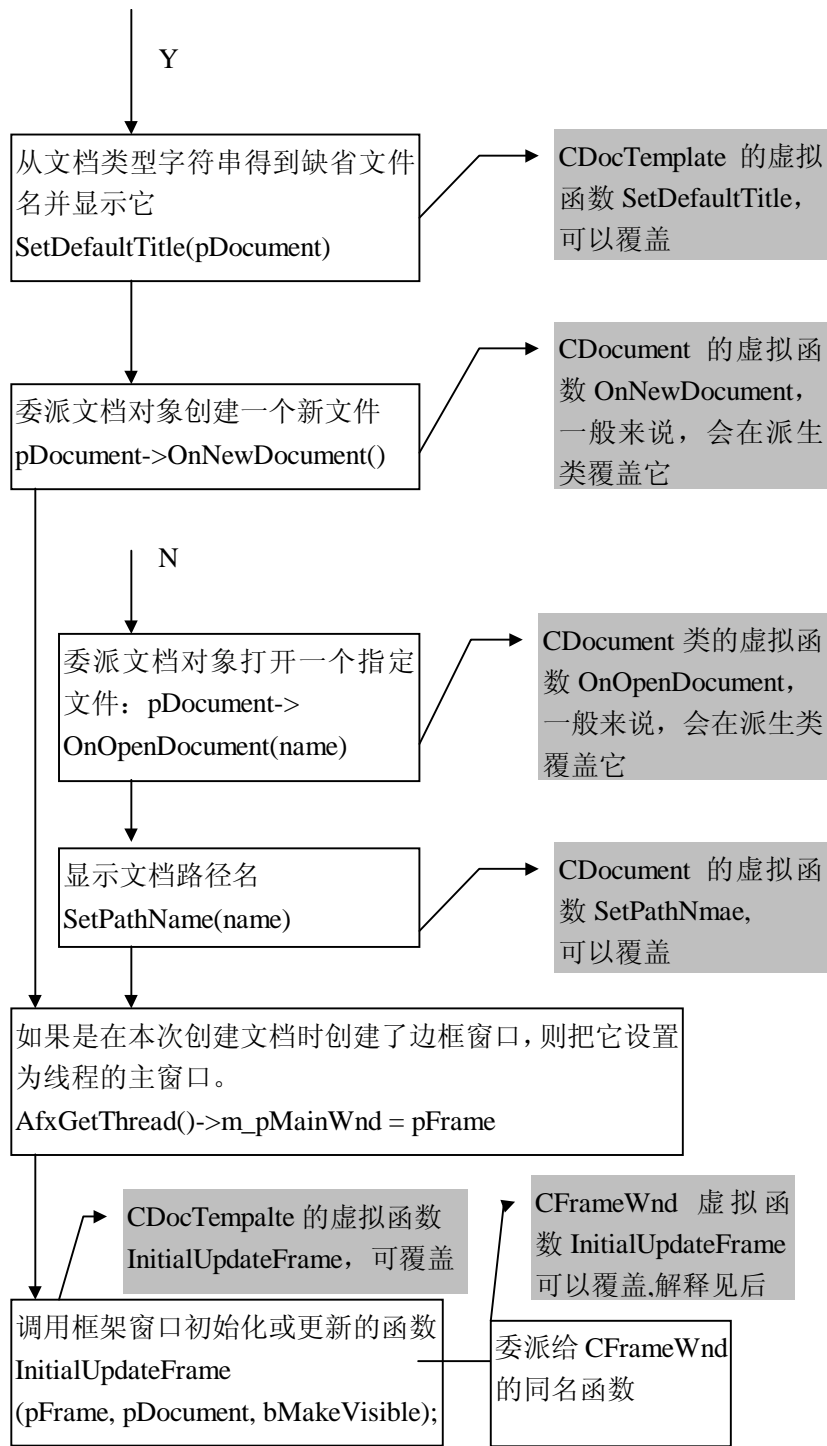 Y
从文档类型字符串得到缺省文件
名并显示它
SetDefaultTitle(pDocument)
CDocTemplate 的虚拟
函数 SetDefaultTitle，
可以覆盖
委派文档对象创建一个新文件
pDocument->OnNewDocument()
CDocument 的虚拟函
数 OnNewDocument，
一般来说，会在派生
类覆盖它
N
委派文档对象打开一个指定
文件：pDocument->
OnOpenDocument(name)
CDocument 类的虚拟函
数 OnOpenDocument，
一般来说，会在派生类
覆盖它
显示文档路径名
SetPathName(name)
CDocument 的虚拟函
数 SetPathNmae,
可以覆盖
如果是在本次创建文档时创建了边框窗口，则把它设置
为线程的主窗口。
AfxGetThread()->m_pMainWnd = pFrame
CDocTempalte 的虚拟函数
InitialUpdateFrame，可覆盖
CFrameWnd 虚拟函
数 InitialUpdateFrame
可以覆盖,解释见后
调用框架窗口初始化或更新的函数
InitialUpdateFrame
(pFrame, pDocument, bMakeVisible);
委派给 CFrameWnd
的同名函数